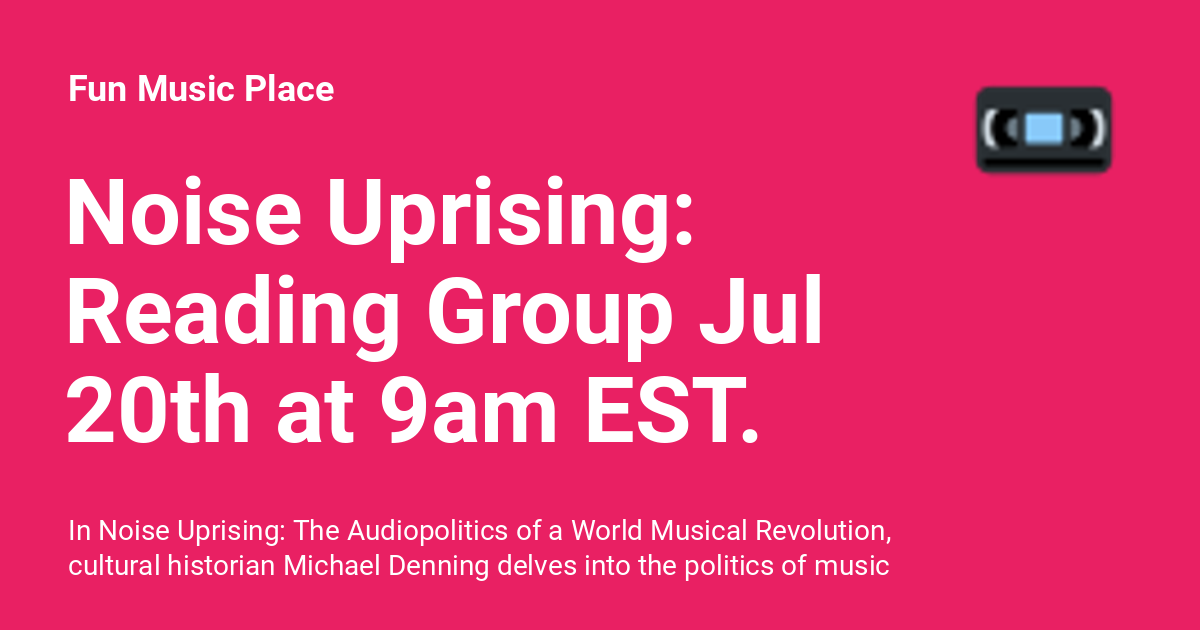 Fun Music Place
Noise Uprising:
Reading Group Jul
20th at 9am EST.
In Noise Uprising: The Audiopolitics of a World Musical Revolution,
cultural historian Michael Denning delves into the politics of music